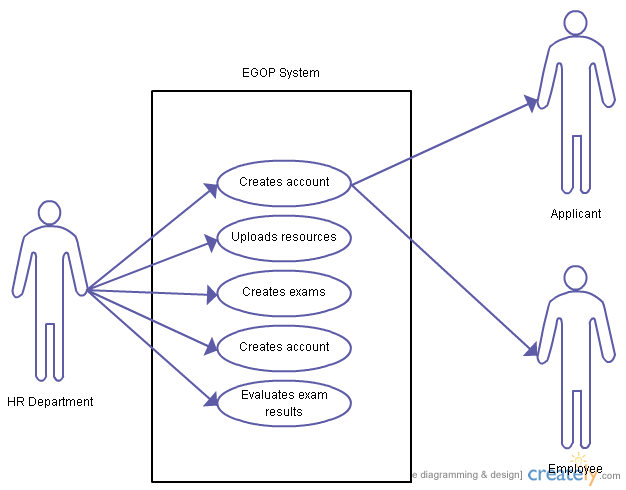 EGOP System
Creates account
Applicant
Uploads resources
Creates exams
HR Department
Creates account
Evaluates exam
results
Employee
e diagramming & design]
creately.com